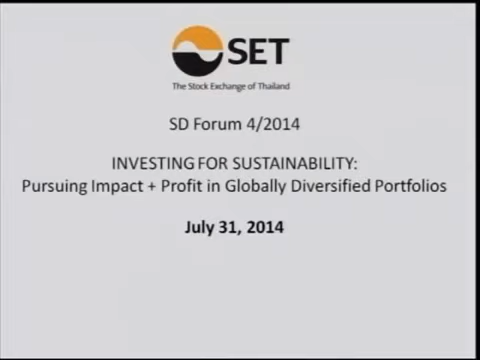 SET
The Stock Exchange of Thailand
SD Forum 4/2014
INVESTING FOR SUSTAINABILITY:
Pursuing Impact + Profit in Globally Diversified Portfolios
July 31, 2014